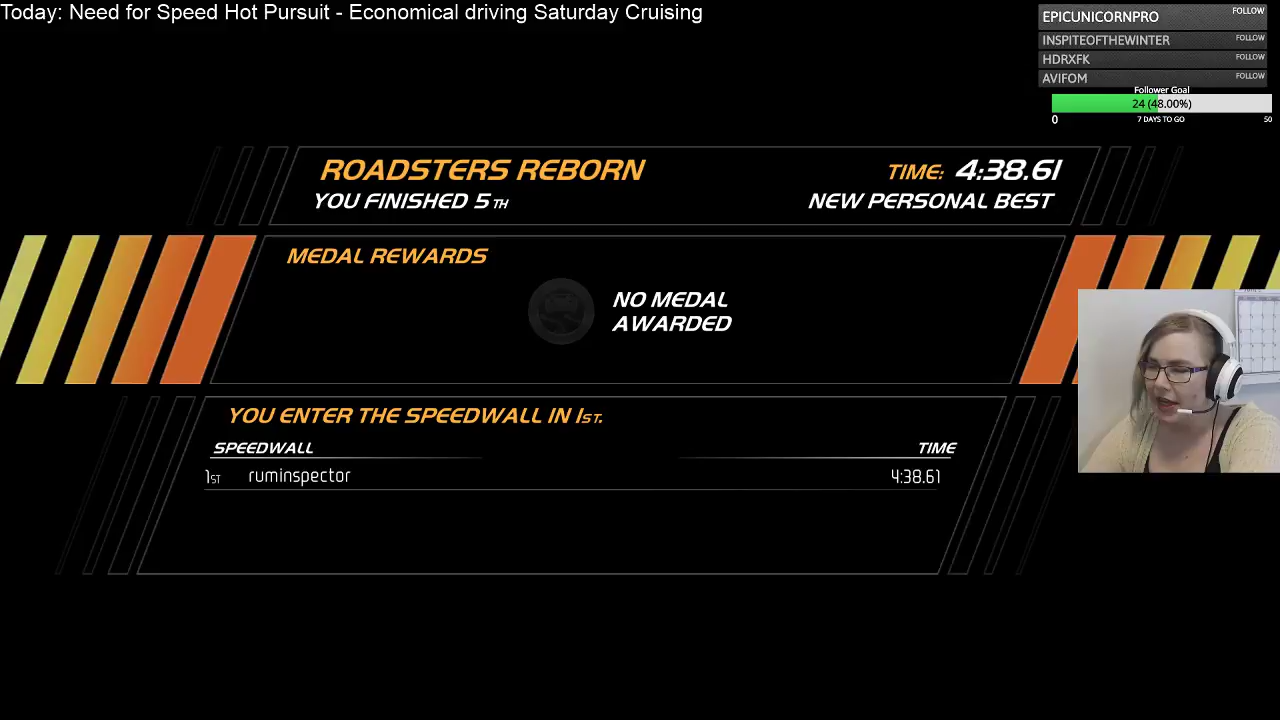 Today: Need for Speed Hot Pursuit - Economical driving Saturday Cruising
EPICUNICORNPRO FOLLOW
INSPITEOFTHEWINTER FOLLOW
HDRXFK FOLLOW
AVIFOM FOLLOW
Follower Goal
24 (48.00%)
0 7 DAYS TO GO 50
ROADSTERS REBORN TIME: 4:38.61
YOU FINISHED 5TH NEW PERSONAL BEST
MEDAL REWARDS
NO MEDAL
AWARDED
YOU ENTER THE SPEEDWALL IN 1ST.
SPEEDWALL TIME
1ST ruminspector 4:38.61